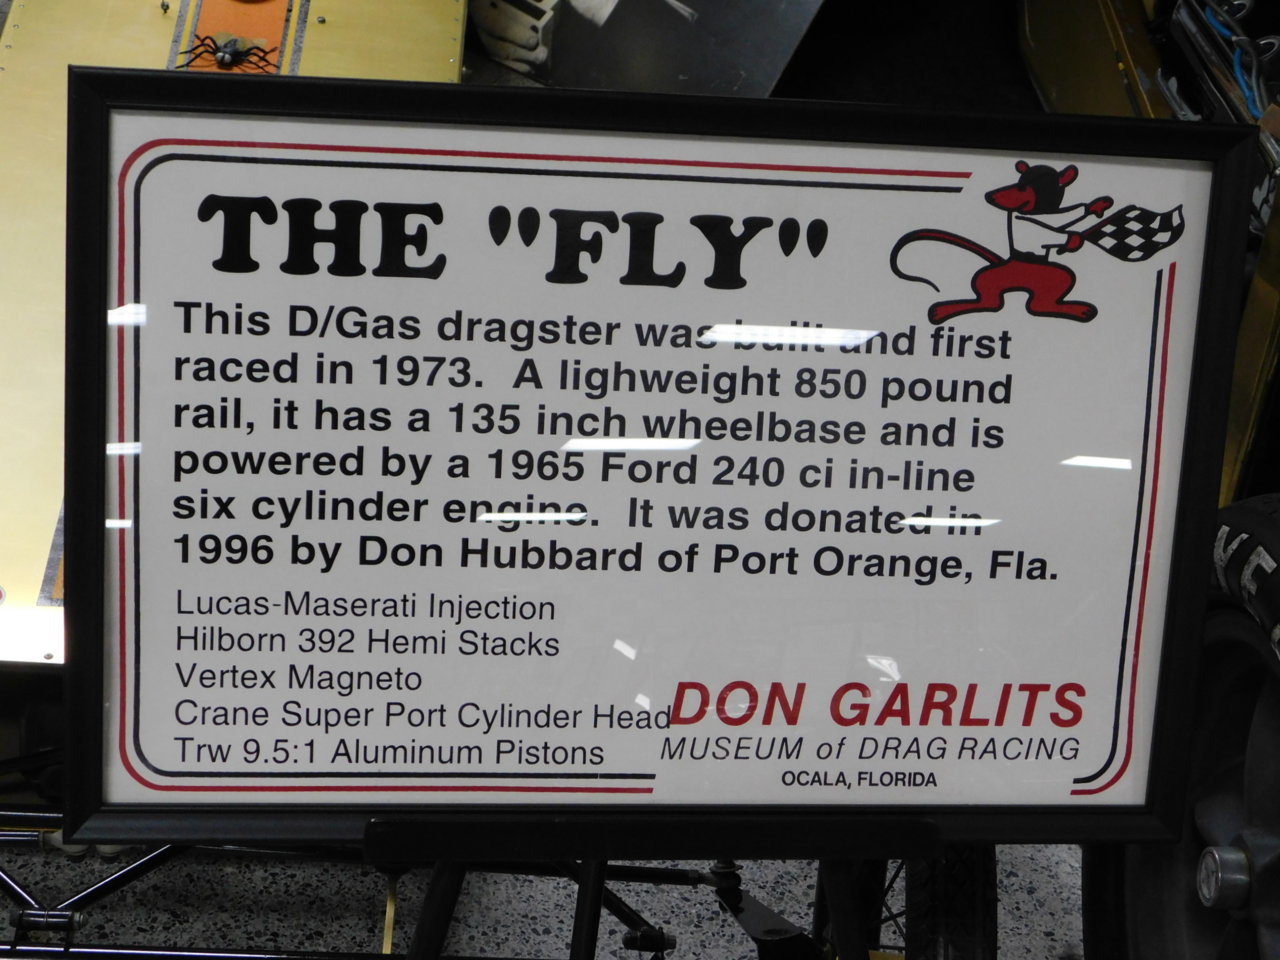 THE "FLY"
This D/Gas dragster was built and first
raced in 1973. A lighweight 850 pound
rail, it has a 135 inch wheelbase and is
powered by a 1965 Ford 240 ci in-line
six cylinder engine. It was donated in
1996 by Don Hubbard of Port Orange, Fla.
Lucas-Maserati Injection
Hilborn 392 Hemi Stacks
Vertex Magneto
Crane Super Port Cylinder Head
Trw 9.5:1 Aluminum Pistons
DON GARLITS
MUSEUM of DRAG RACING
OCALA, FLORIDA